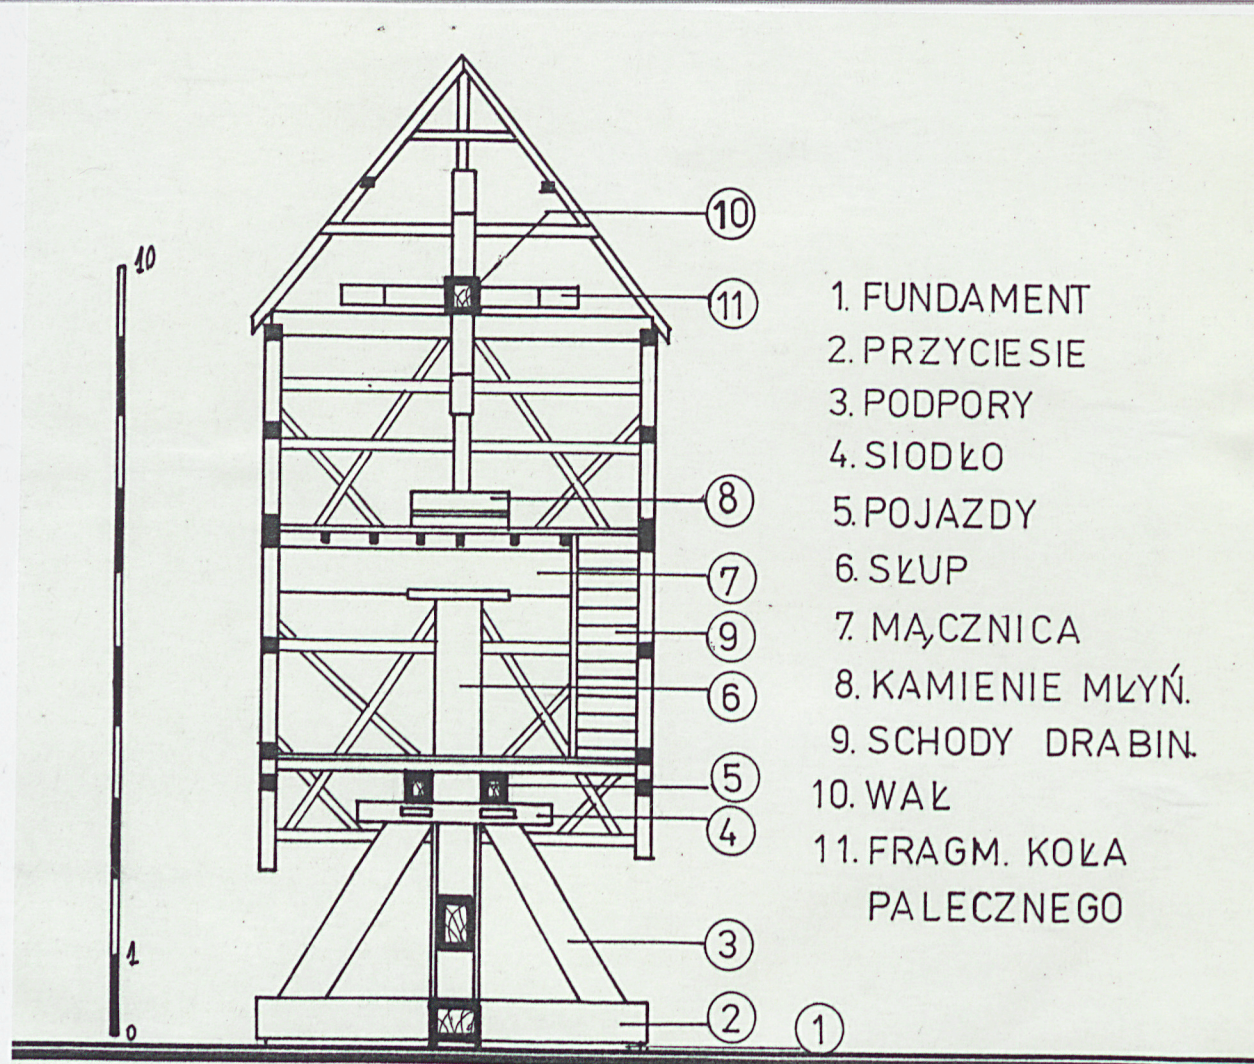 10
1
0
10
11
8
7
9
6
5
4
3
2
1
1. FUNDAMENT
2. PRZYCIESIE
3. PODPORY
4. SIODŁO
5. POJAZDY
6. SŁUP
7. MĄCZNICA
8. KAMIENIE MŁYŃ.
9. SCHODY DRABIN.
10. WAŁ
11. FRAGM. KOŁA
PALECZNEGO